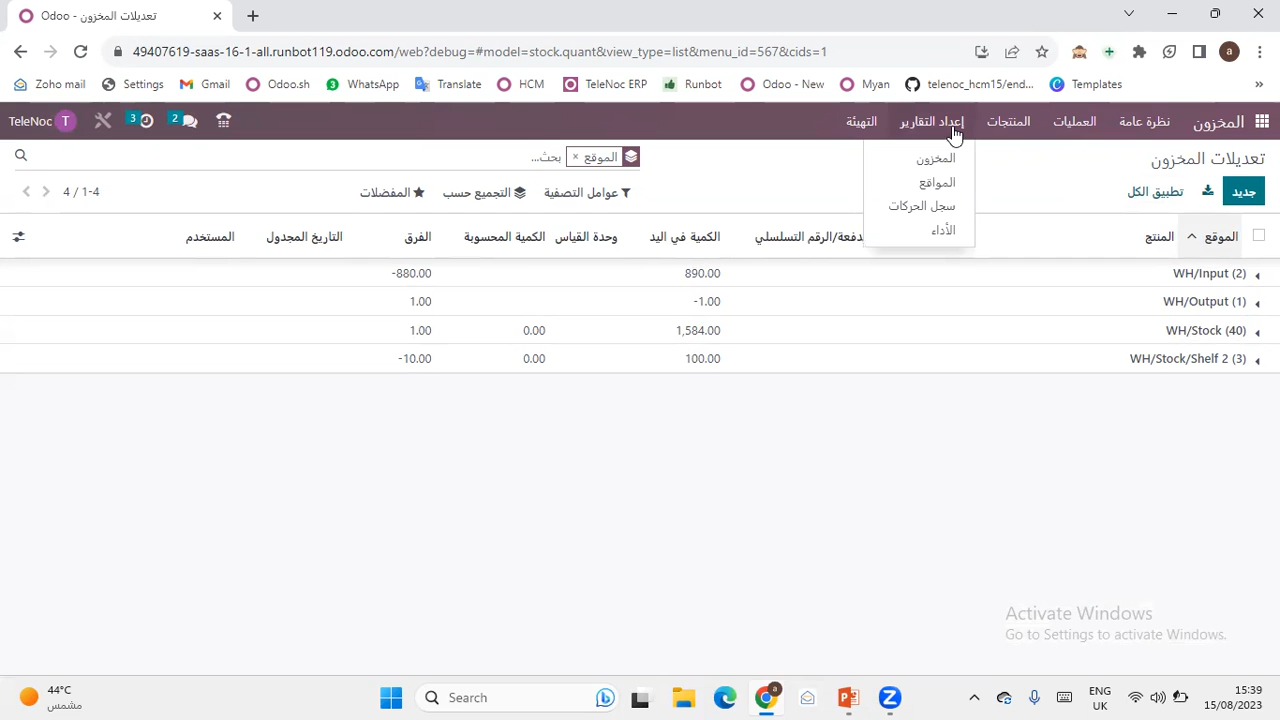 Odoo - تعديلات المخزون
49407619-saas-16-1-all.runbot119.odoo.com/web?debug=#model=stock.quant&view_type=list&menu_id=567&cids=1
a
Zoho mail Settings Gmail Odoo.sh WhatsApp Translate HCM TeleNoc ERP Runbot Odoo - New Myan telenoc_hcm15/end... Templates »
المخزون نظرة عامة العمليات المنتجات إعداد التقارير التهيئة 2 3 T TeleNoc
المخزون
المواقع
سجل الحركات
الأداء
تعديلات المخزون
الموقع × بحث...
جديد تطبيق الكل
عوامل التصفية التجميع حسب المفضلات 1-4 / 4
الموقع المنتج دفعة/الرقم التسلسلي الكمية في اليد وحدة القياس الكمية المحسوبة الفرق التاريخ المجدول المستخدم
WH/Input (2) 890.00 -880.00
WH/Output (1) -1.00 1.00
WH/Stock (40) 1,584.00 0.00 1.00
WH/Stock/Shelf 2 (3) 100.00 0.00 -10.00
Activate Windows
Go to Settings to activate Windows.
44°C
مشمس
Search
a
ENG
UK
15:39
15/08/2023